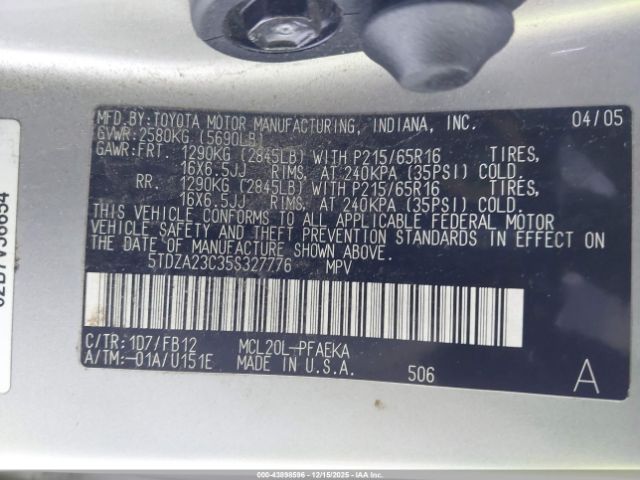 MFD.BY:TOYOTA MOTOR MANUFACTURING, INDIANA, INC. 04/05
GVWR: 2580KG (5690LB)
GAWR:FRT. 1290KG (2845LB) WITH P215/65R16 TIRES,
16X6.5JJ RIMS, AT 240KPA (35PSI) COLD.
RR. 1290KG (2845LB) WITH P215/65R16 TIRES,
16X6.5JJ RIMS, AT 240KPA (35PSI) COLD.
THIS VEHICLE CONFORMS TO ALL APPLICABLE FEDERAL MOTOR
VEHICLE SAFETY AND THEFT PREVENTION STANDARDS IN EFFECT ON
THE DATE OF MANUFACTURE SHOWN ABOVE.
5TDZA23C35S327776 MPV
C/TR:1D7/FB12 MCL20L-PFAEKA
A/TM:-01A/U151E MADE IN U.S.A. 506 A
000-43898596 - 12/15/2025 - IAAI.COM